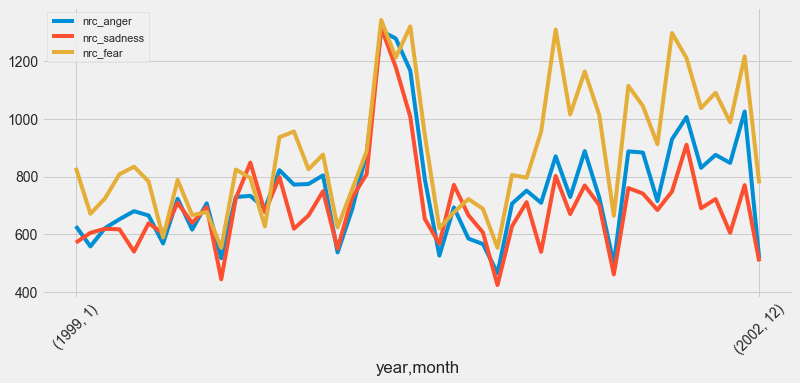 nrc_anger
nrc_sadness
nrc_fear
1200
1000
800
600
400
(1999, 1)
(2002, 12)
year,month